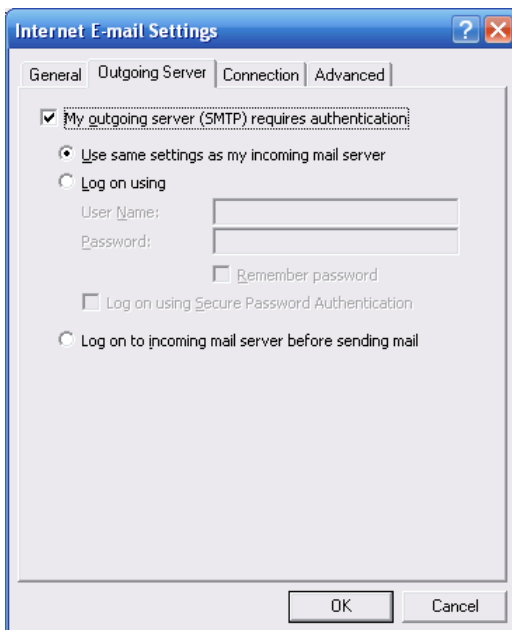 Internet E-mail Settings
General Outgoing Server Connection Advanced
My outgoing server (SMTP) requires authentication
Use same settings as my incoming mail server
Log on using
User Name:
Password:
Remember password
Log on using Secure Password Authentication
Log on to incoming mail server before sending mail
OK Cancel